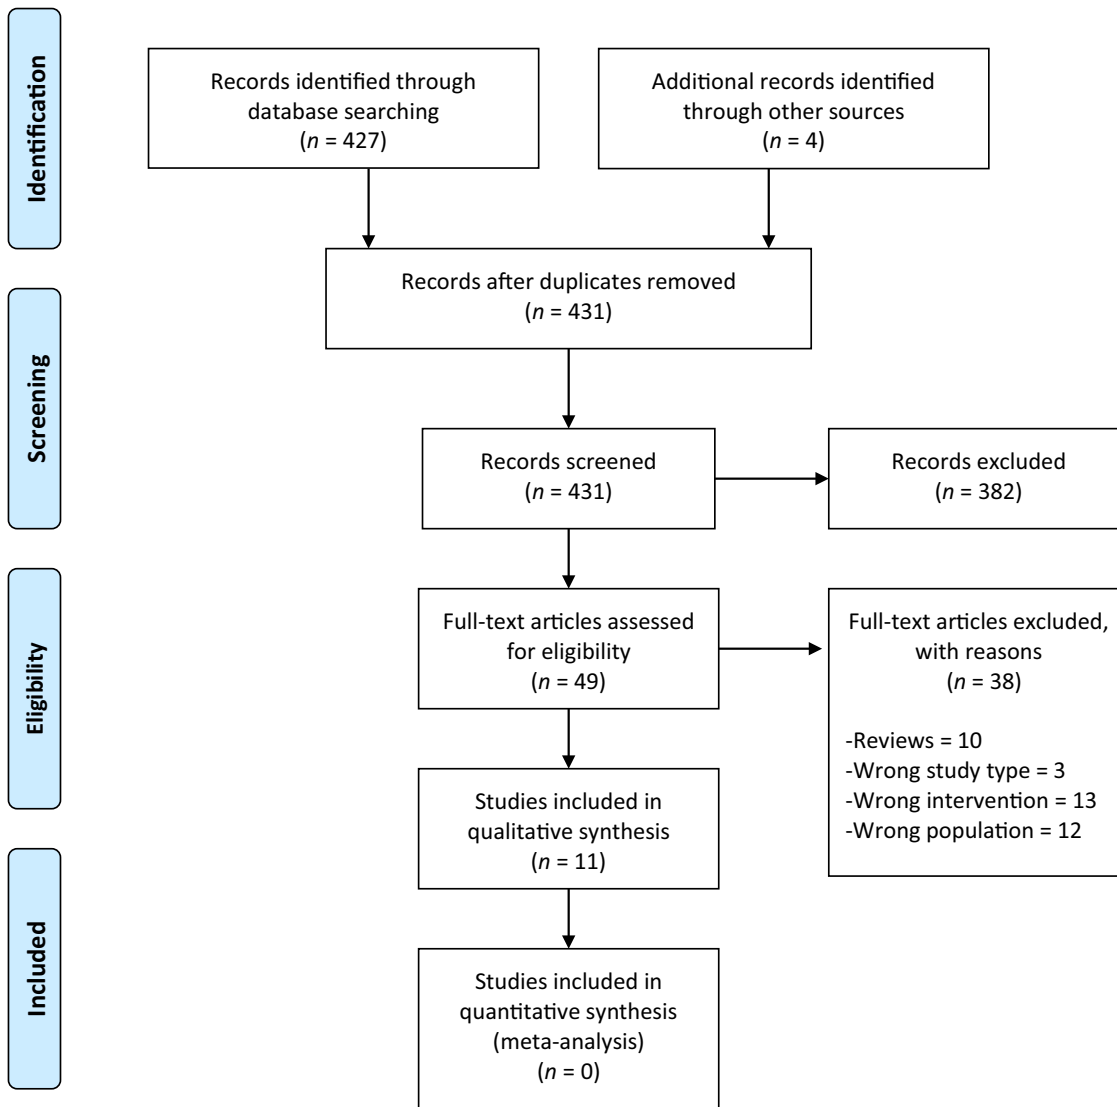 Identification
Records identified through
database searching
(n = 427)
Additional records identified
through other sources
(n = 4)
Records after duplicates removed
(n = 431)
Screening
Records screened
(n = 431)
Records excluded
(n = 382)
Eligibility
Full-text articles assessed
for eligibility
(n = 49)
Full-text articles excluded,
with reasons
(n = 38)
-Reviews = 10
-Wrong study type = 3
-Wrong intervention = 13
-Wrong population = 12
Studies included in
qualitative synthesis
(n = 11)
Included
Studies included in
quantitative synthesis
(meta-analysis)
(n = 0)